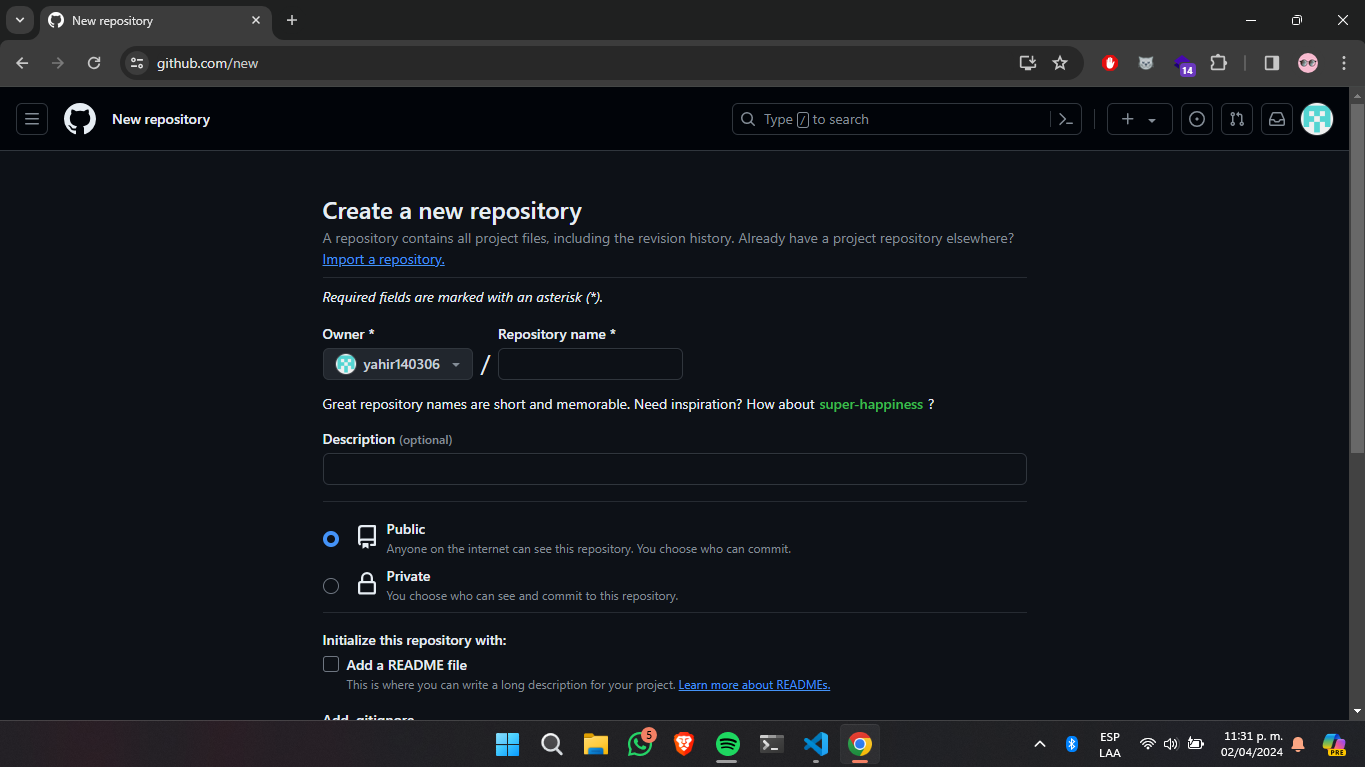 New repository
github.com/new
14
New repository
Type / to search
Create a new repository
A repository contains all project files, including the revision history. Already have a project repository elsewhere?
Import a repository.
Required fields are marked with an asterisk (*).
Owner * Repository name *
yahir140306 /
Great repository names are short and memorable. Need inspiration? How about super-happiness ?
Description (optional)
Public
Anyone on the internet can see this repository. You choose who can commit.
Private
You choose who can see and commit to this repository.
Initialize this repository with:
Add a README file
This is where you can write a long description for your project. Learn more about READMEs.
Add .gitignore
5
ESP
LAA
11:31 p. m.
02/04/2024
PRE